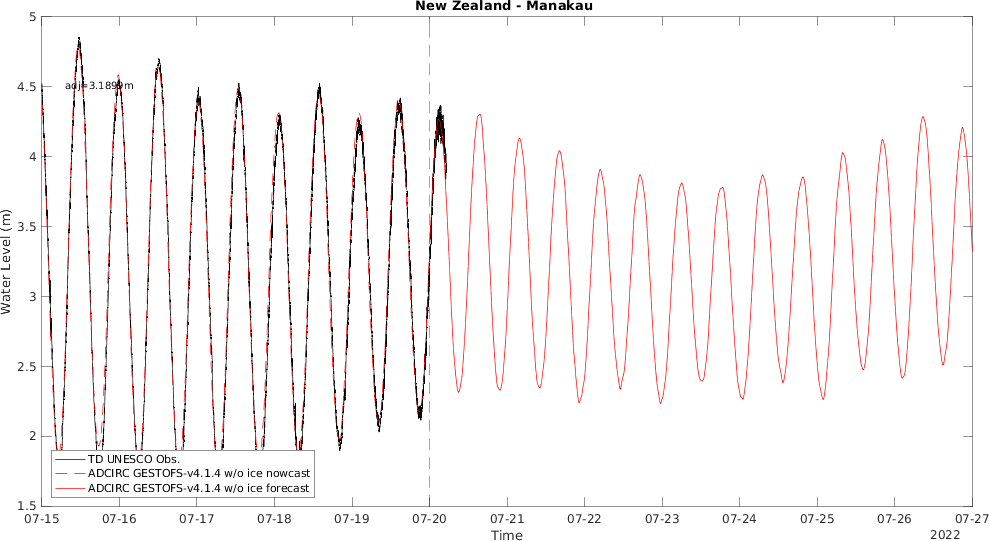 New Zealand - Manakau
Water Level (m)
5
4.5
4
3.5
3
2.5
2
1.5
adj=3.1899m
TD UNESCO Obs.
ADCIRC GESTOFS-v4.1.4 w/o ice nowcast
ADCIRC GESTOFS-v4.1.4 w/o ice forecast
07-15 07-16 07-17 07-18 07-19 07-20 07-21 07-22 07-23 07-24 07-25 07-26 07-27
Time
2022